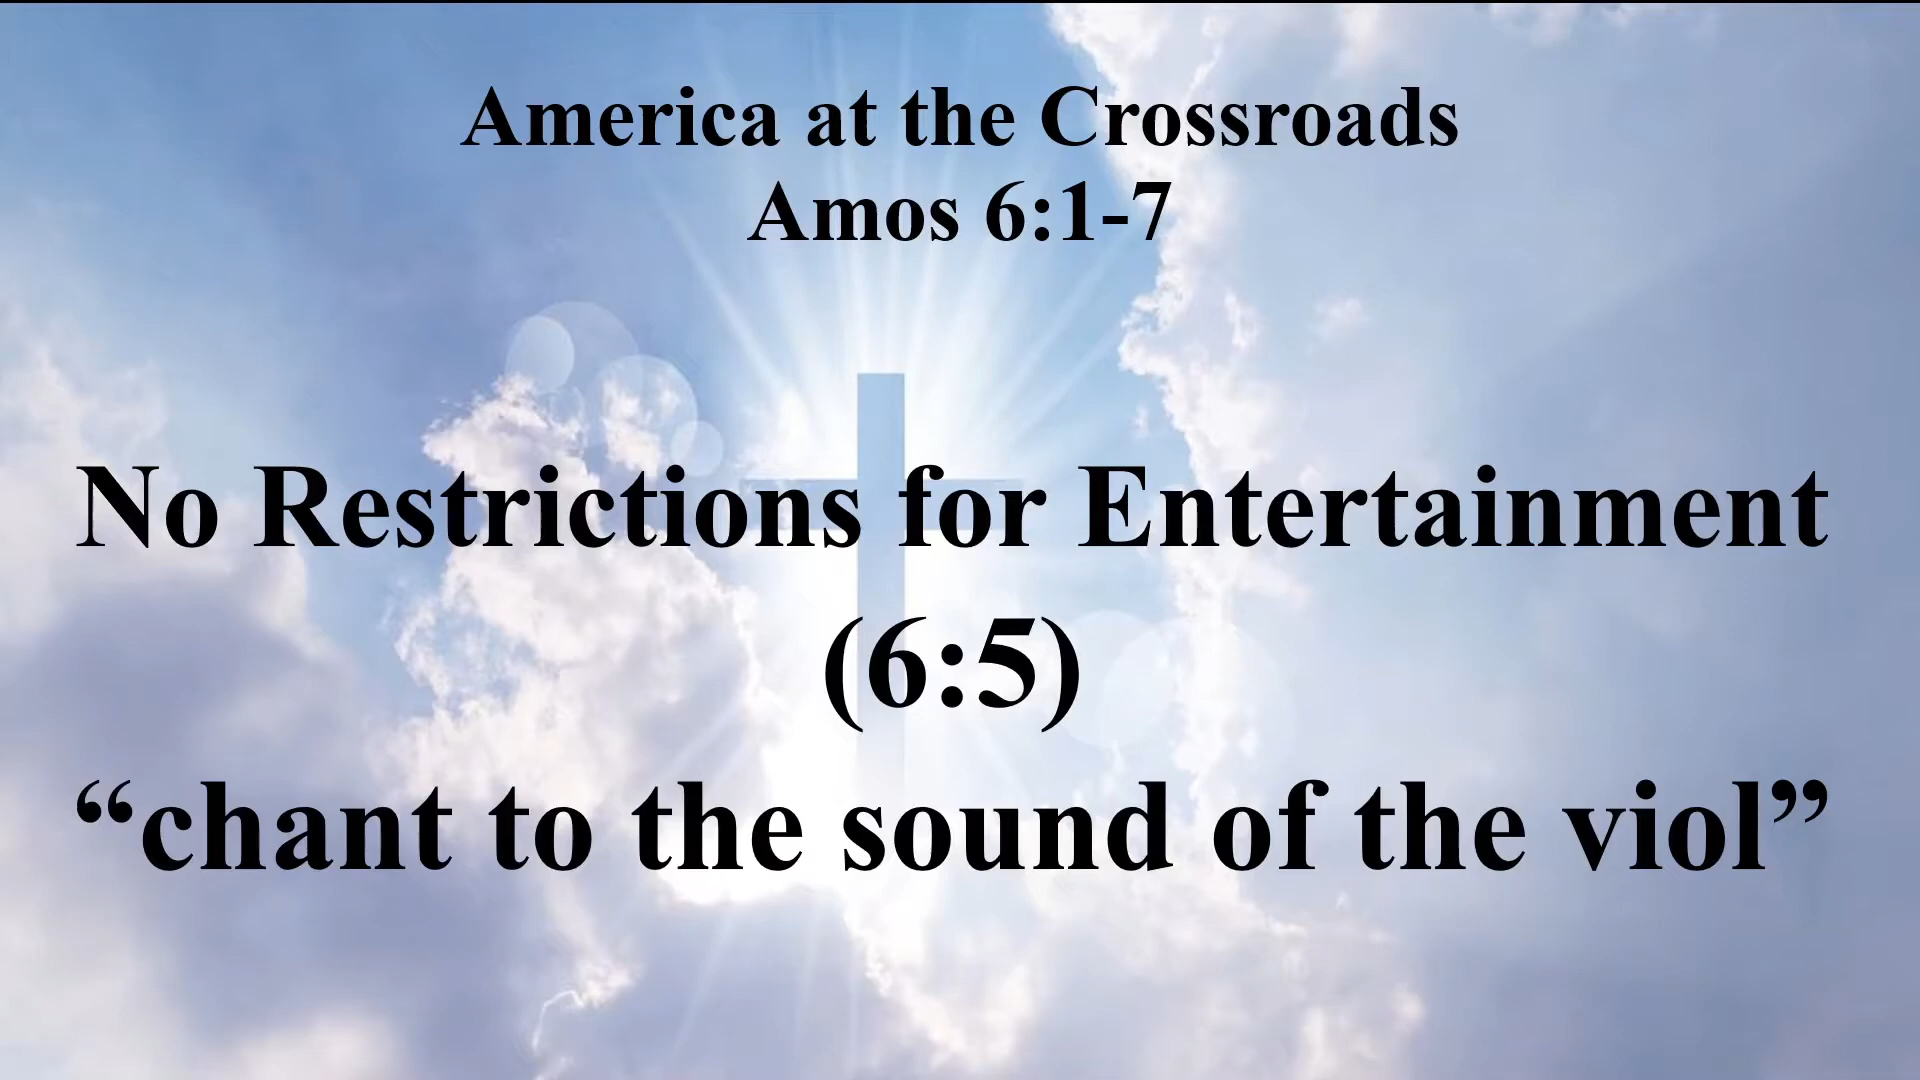 America at the Crossroads
Amos 6:1-7
No Restrictions for Entertainment
(6:5)
“chant to the sound of the viol”